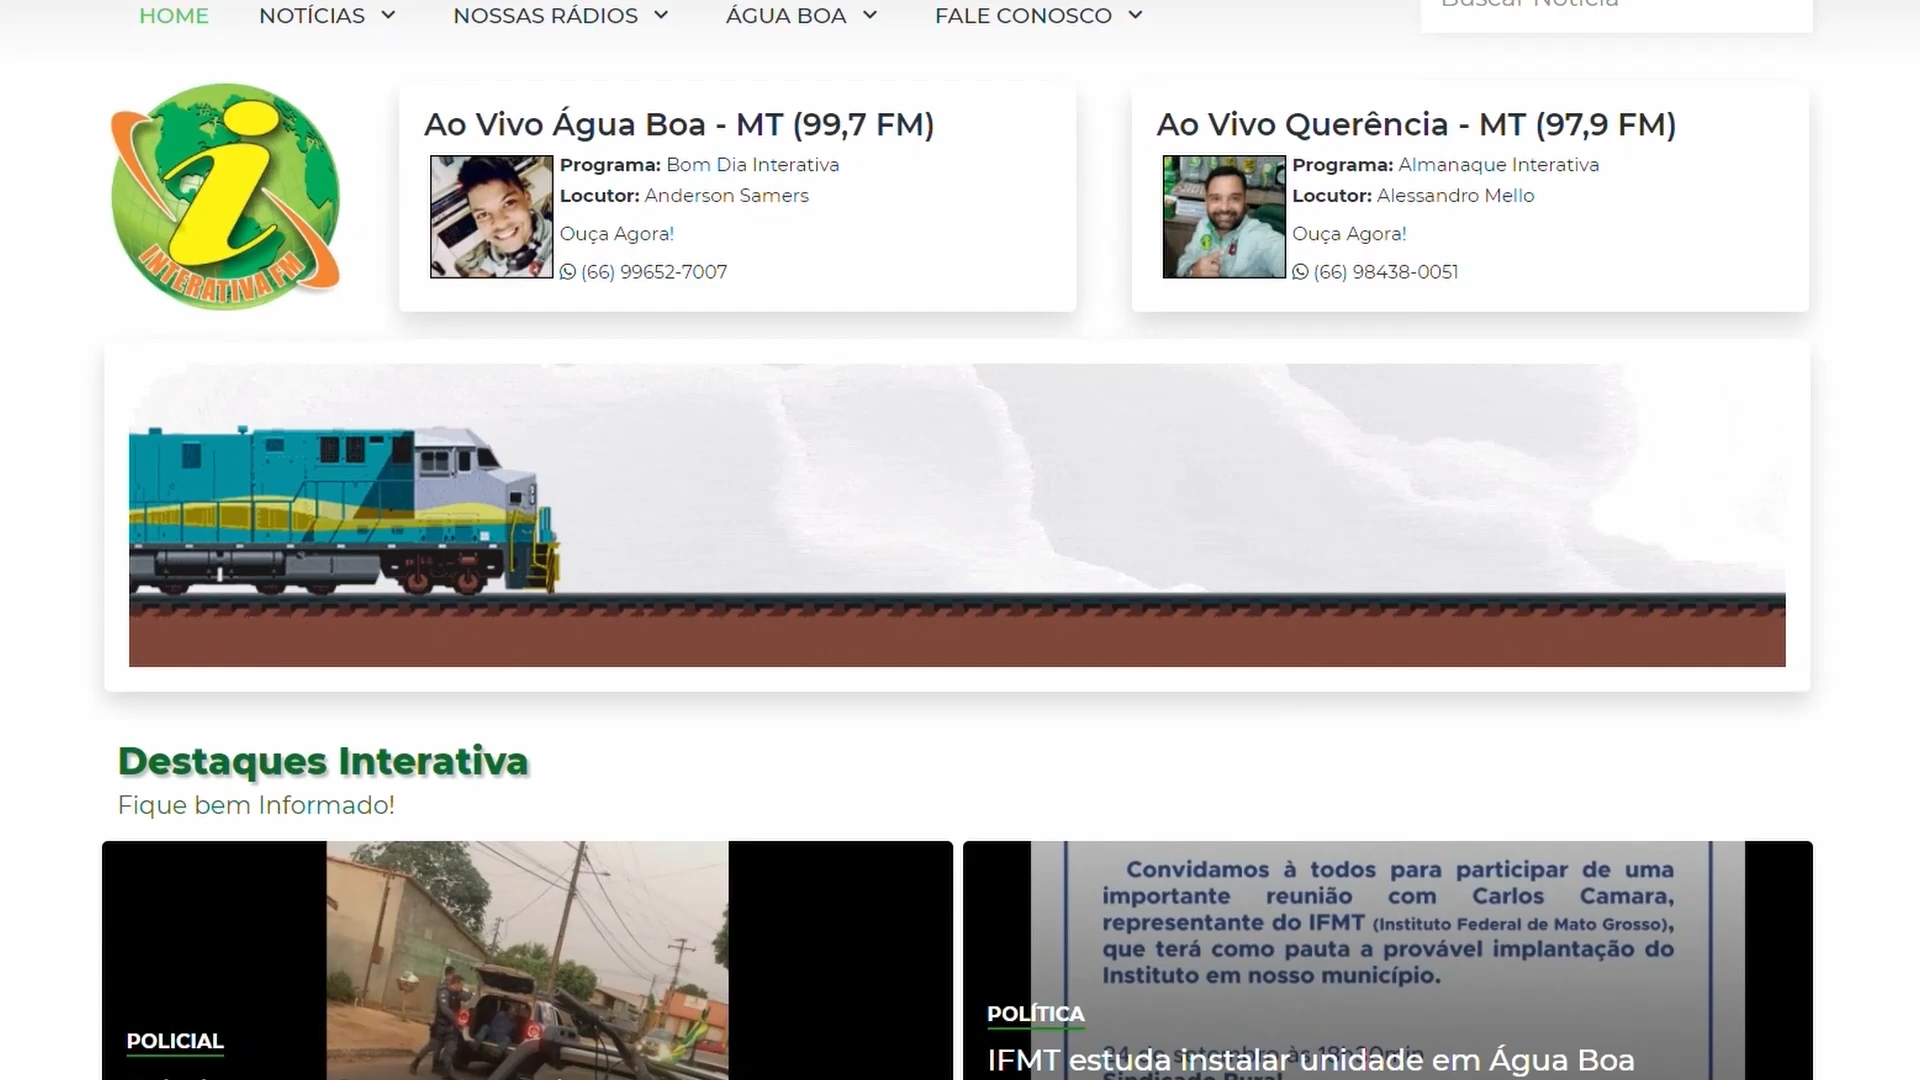 Buscar Notícia
HOME
NOTÍCIAS
NOSSAS RÁDIOS
ÁGUA BOA
FALE CONOSCO
i
INTERATIVA FM
Ao Vivo Água Boa - MT (99,7 FM)
Programa: Bom Dia Interativa
Locutor: Anderson Samers
Ouça Agora!
(66) 99652-7007
Ao Vivo Querência - MT (97,9 FM)
Programa: Almanaque Interativa
Locutor: Alessandro Mello
Ouça Agora!
(66) 98438-0051
Destaques Interativa
Fique bem Informado!
POLICIAL
Convidamos à todos para participar de uma
importante reunião com Carlos Camara,
representante do IFMT (Instituto Federal de Mato Grosso),
que terá como pauta a provável implantação do
Instituto em nosso município.
POLÍTICA
IFMT estuda instalar unidade em Água Boa
Sindicado Rural